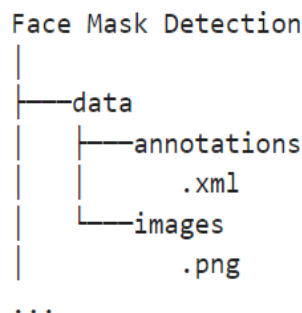 Face Mask Detection
│
├───data
│   ├───annotations
│   │       .xml
│   └───images
│           .png
...